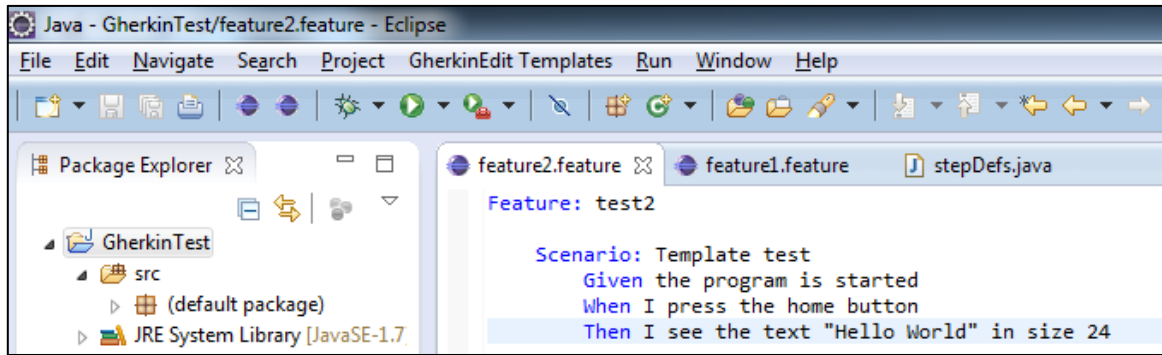 Java - GherkinTest/feature2.feature - Eclipse
File Edit Navigate Search Project GherkinEdit Templates Run Window Help
Package Explorer
feature2.feature feature1.feature stepDefs.java
Feature: test2
GherkinTest
Scenario: Template test
src
Given the program is started
(default package)
When I press the home button
JRE System Library [JavaSE-1.7
Then I see the text "Hello World" in size 24